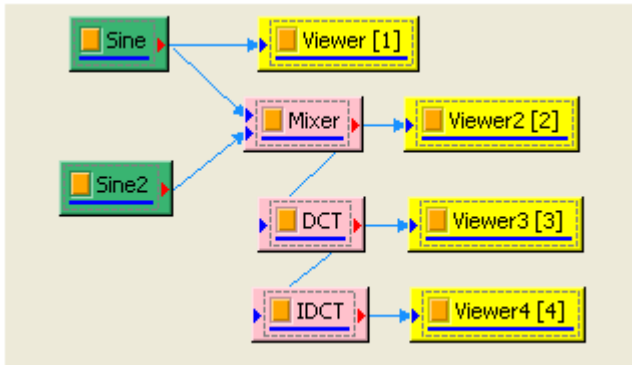 Sine
Viewer [1]
Mixer
Viewer2 [2]
Sine2
DCT
Viewer3 [3]
IDCT
Viewer4 [4]